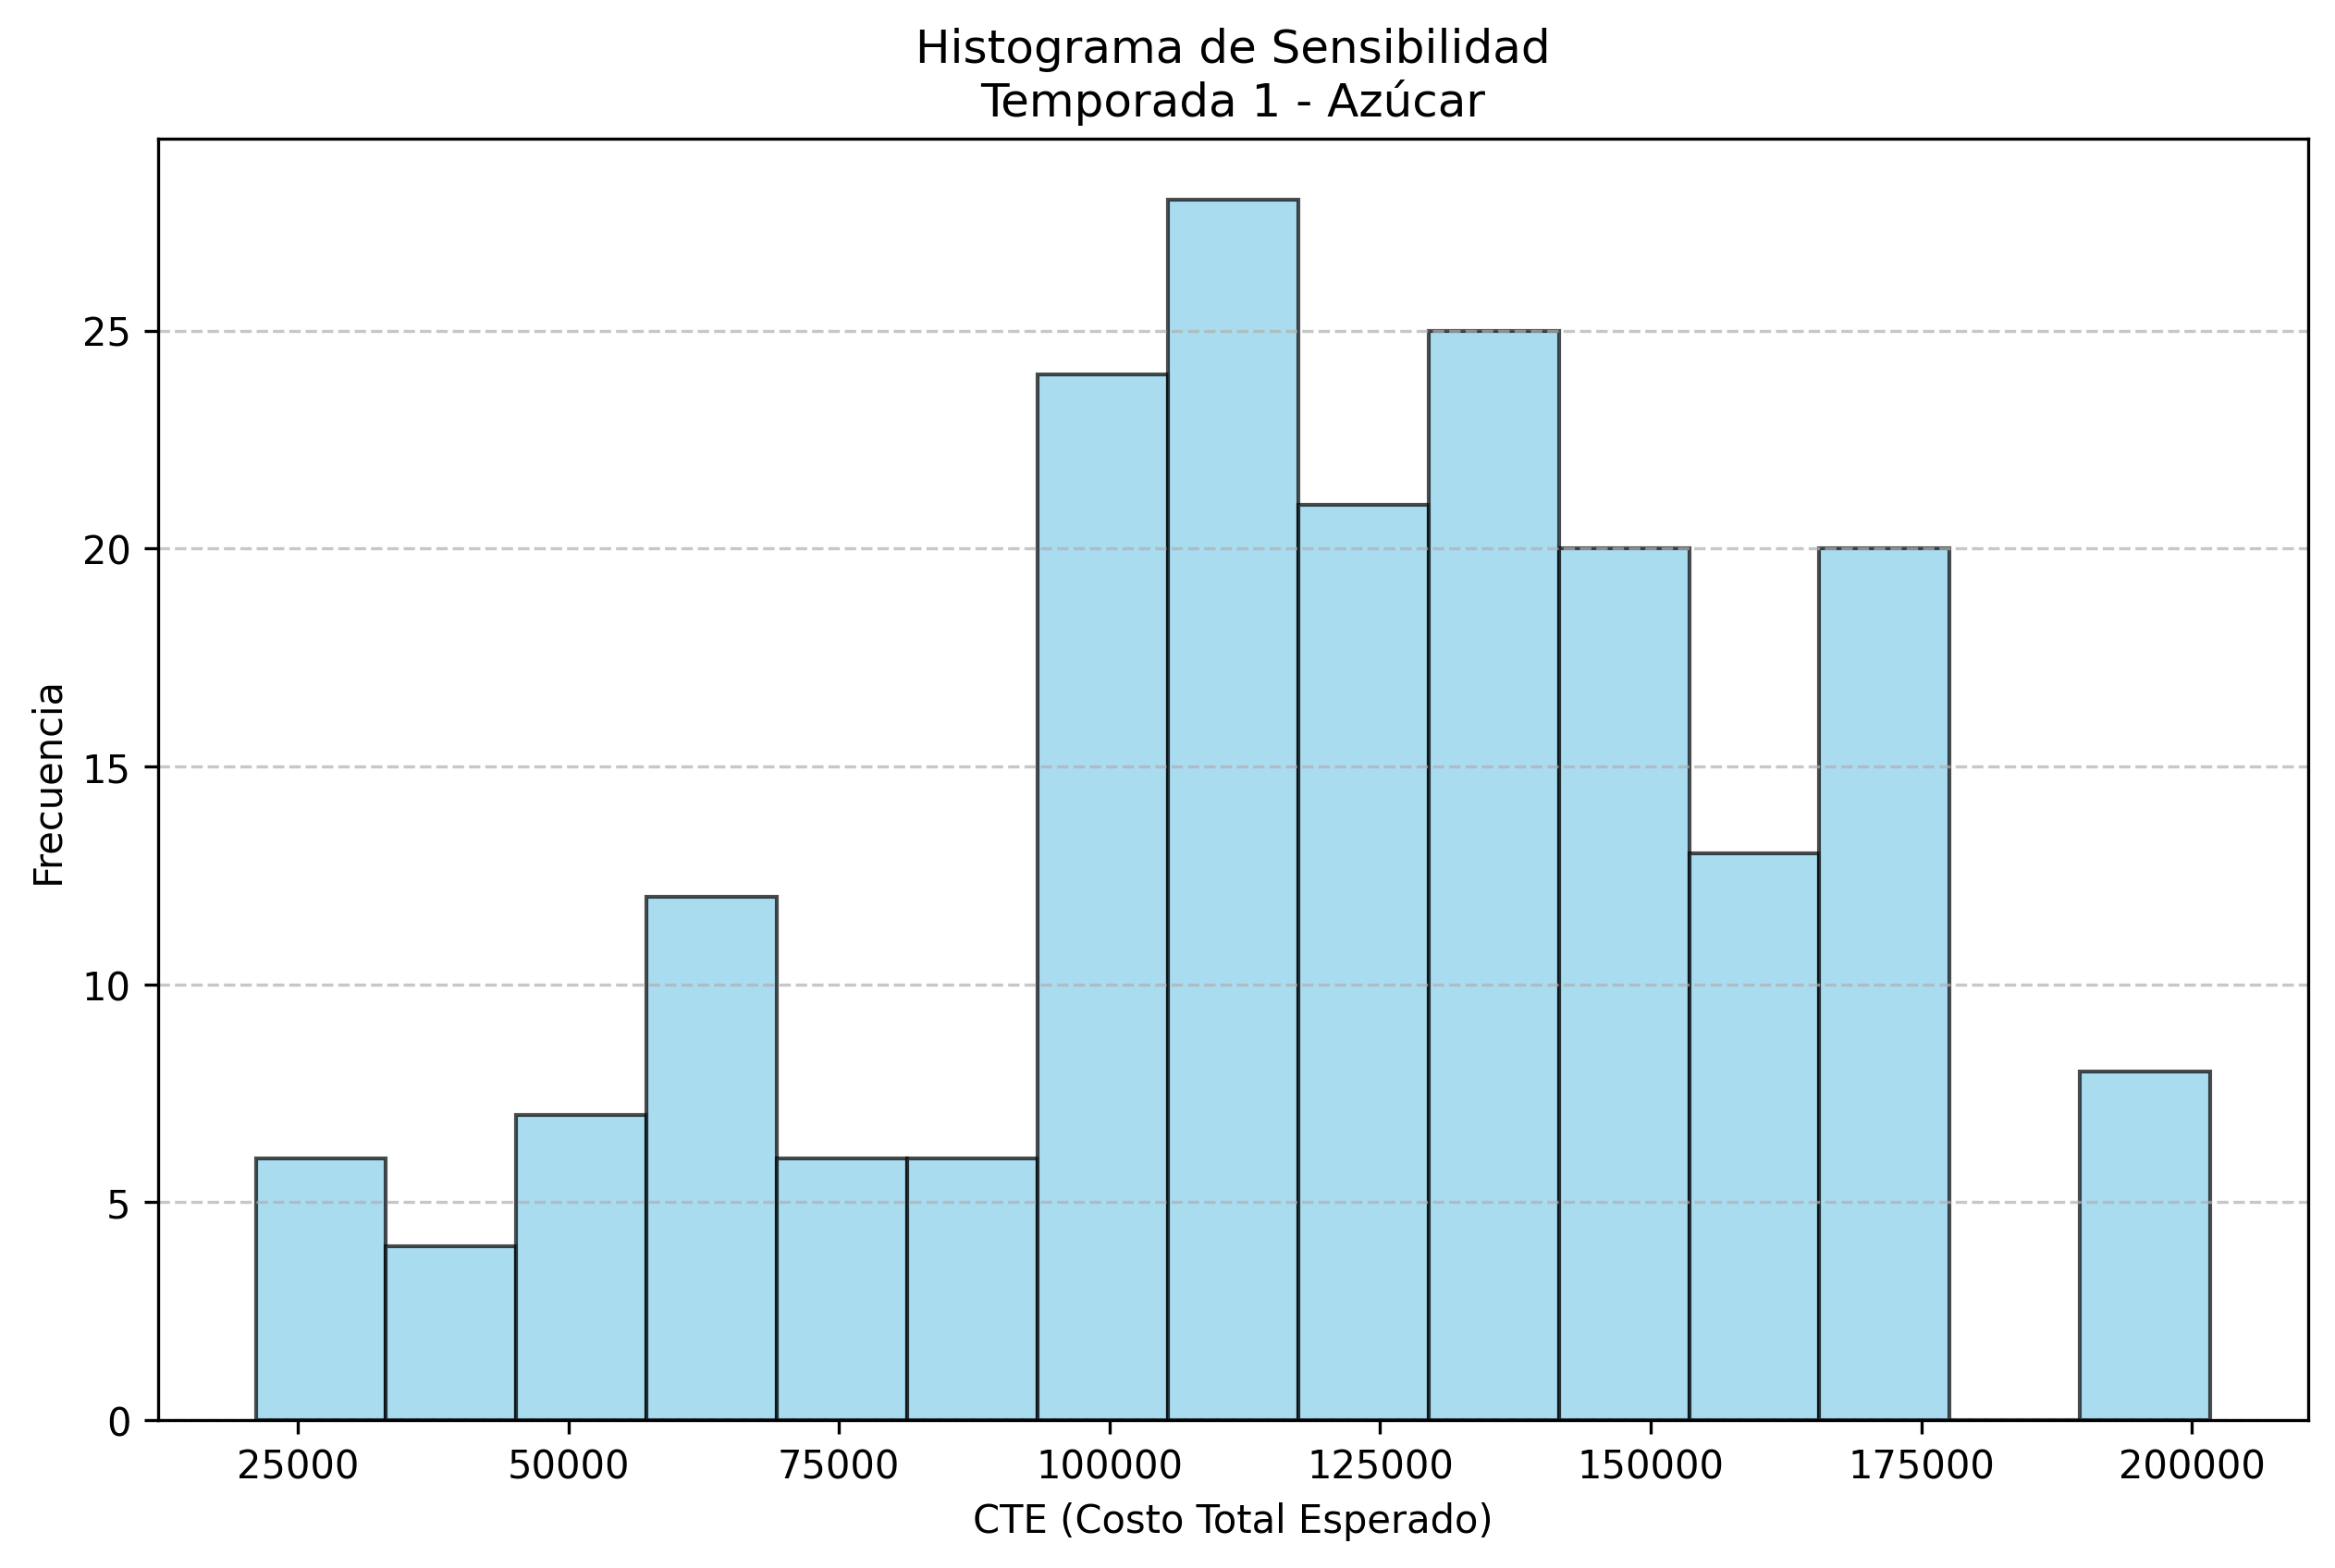 Histograma de Sensibilidad
Temporada 1 - Azúcar
25
20
15
10
5
0
Frecuencia
25000 50000 75000 100000 125000 150000 175000 200000
CTE (Costo Total Esperado)